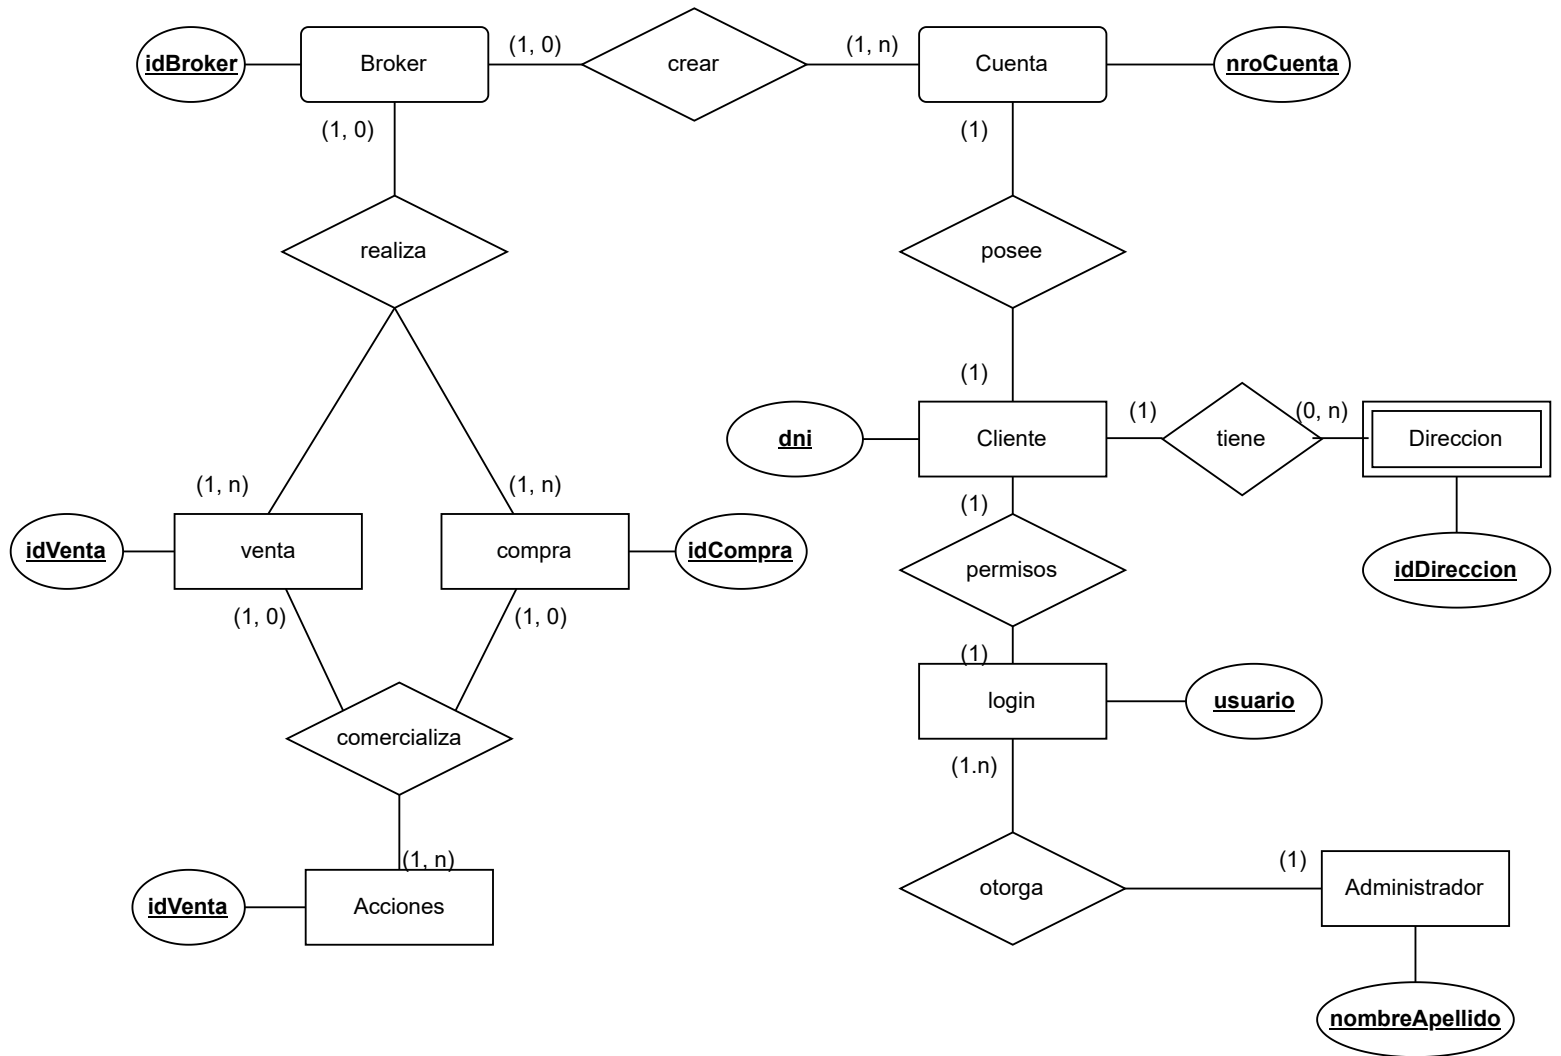 idBroker
Broker
(1, 0)
crear
(1, n)
Cuenta
nroCuenta
(1, 0)
(1)
realiza
posee
(1)
dni
Cliente
(1)
tiene
(0, n)
Direccion
(1, n)
(1, n)
(1)
idVenta
venta
compra
idCompra
permisos
idDireccion
(1, 0)
(1, 0)
(1)
login
usuario
comercializa
(1.n)
(1, n)
(1)
idVenta
Acciones
otorga
Administrador
nombreApellido